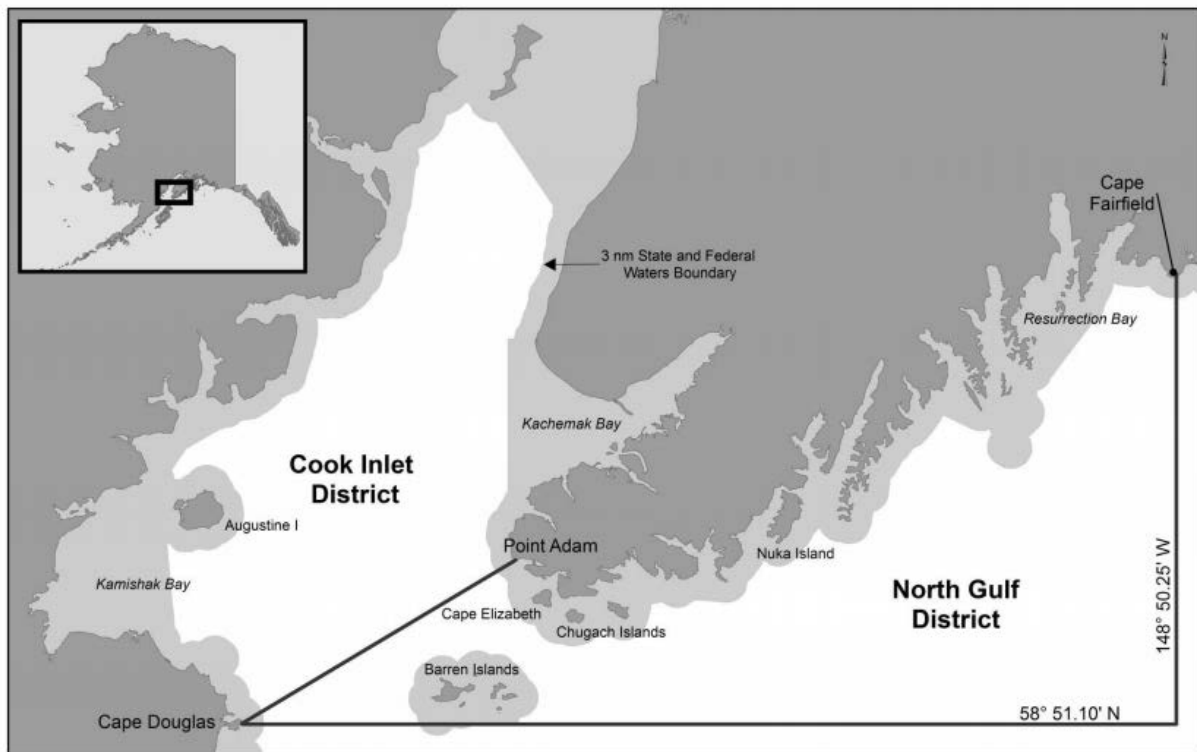 N
Cape
Fairfield
3 nm State and Federal
Waters Boundary
Resurrection Bay
Kachemak Bay
Cook Inlet
District
Augustine I
Point Adam
Nuka Island
Kamishak Bay
Cape Elizabeth
North Gulf
District
148° 50.25' W
Chugach Islands
Barren Islands
Cape Douglas
58° 51.10' N